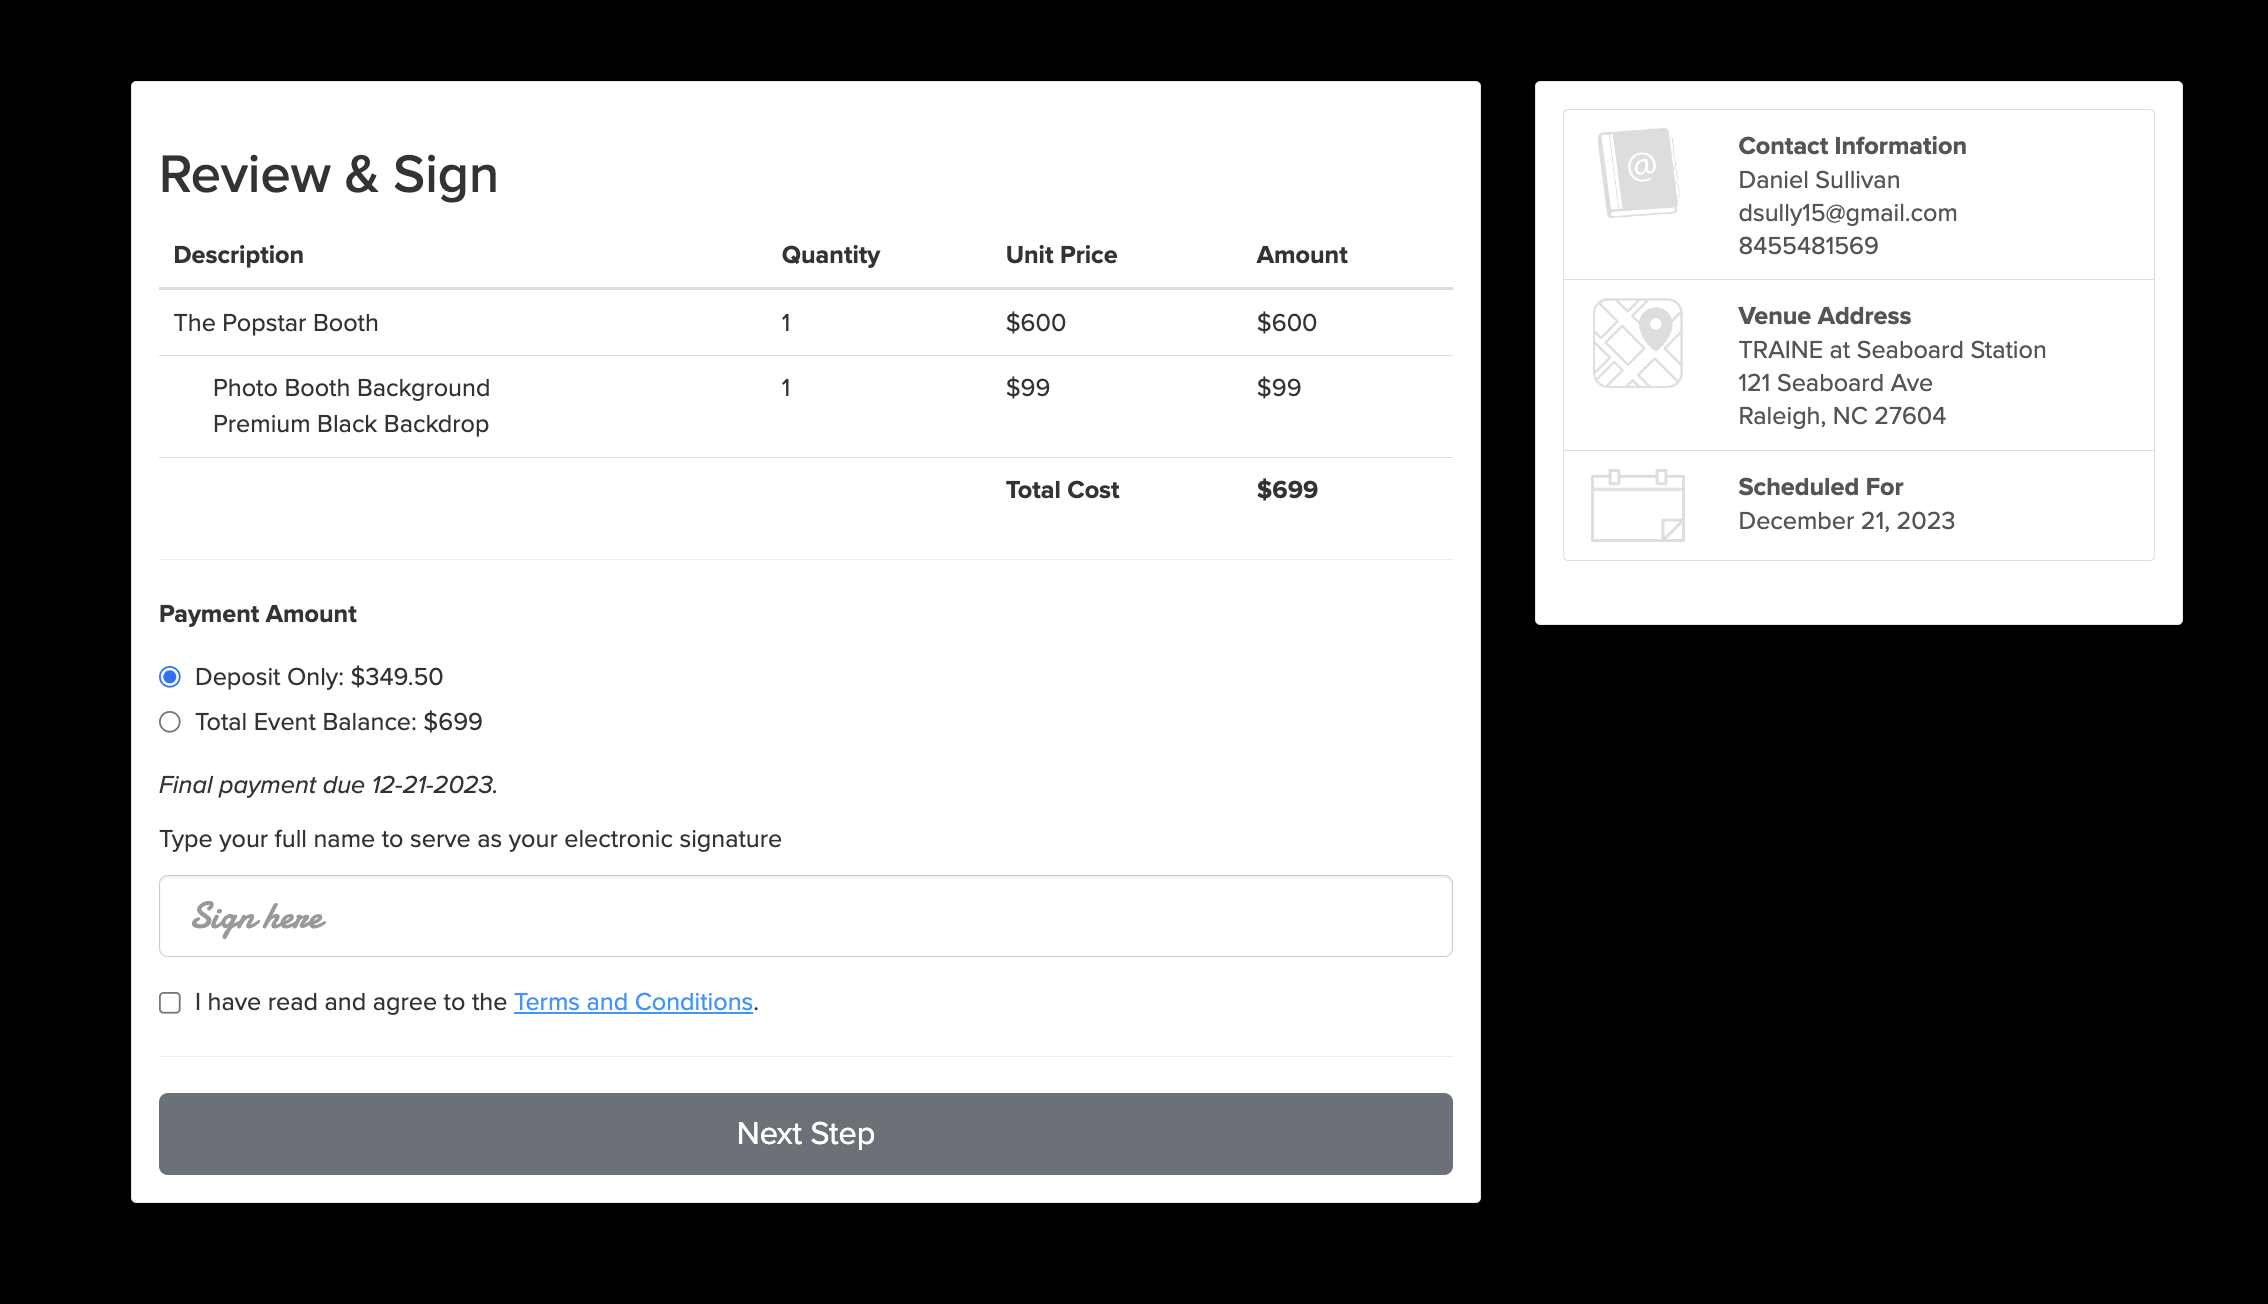 Review & Sign
Description Quantity Unit Price Amount
The Popstar Booth 1 $600 $600
Photo Booth Background 1 $99 $99
Premium Black Backdrop
Total Cost $699
Payment Amount
Deposit Only: $349.50
Total Event Balance: $699
Final payment due 12-21-2023.
Type your full name to serve as your electronic signature
Sign here
I have read and agree to the Terms and Conditions.
Next Step
@
Contact Information
Daniel Sullivan
dsully15@gmail.com
8455481569
Venue Address
TRAINE at Seaboard Station
121 Seaboard Ave
Raleigh, NC 27604
Scheduled For
December 21, 2023